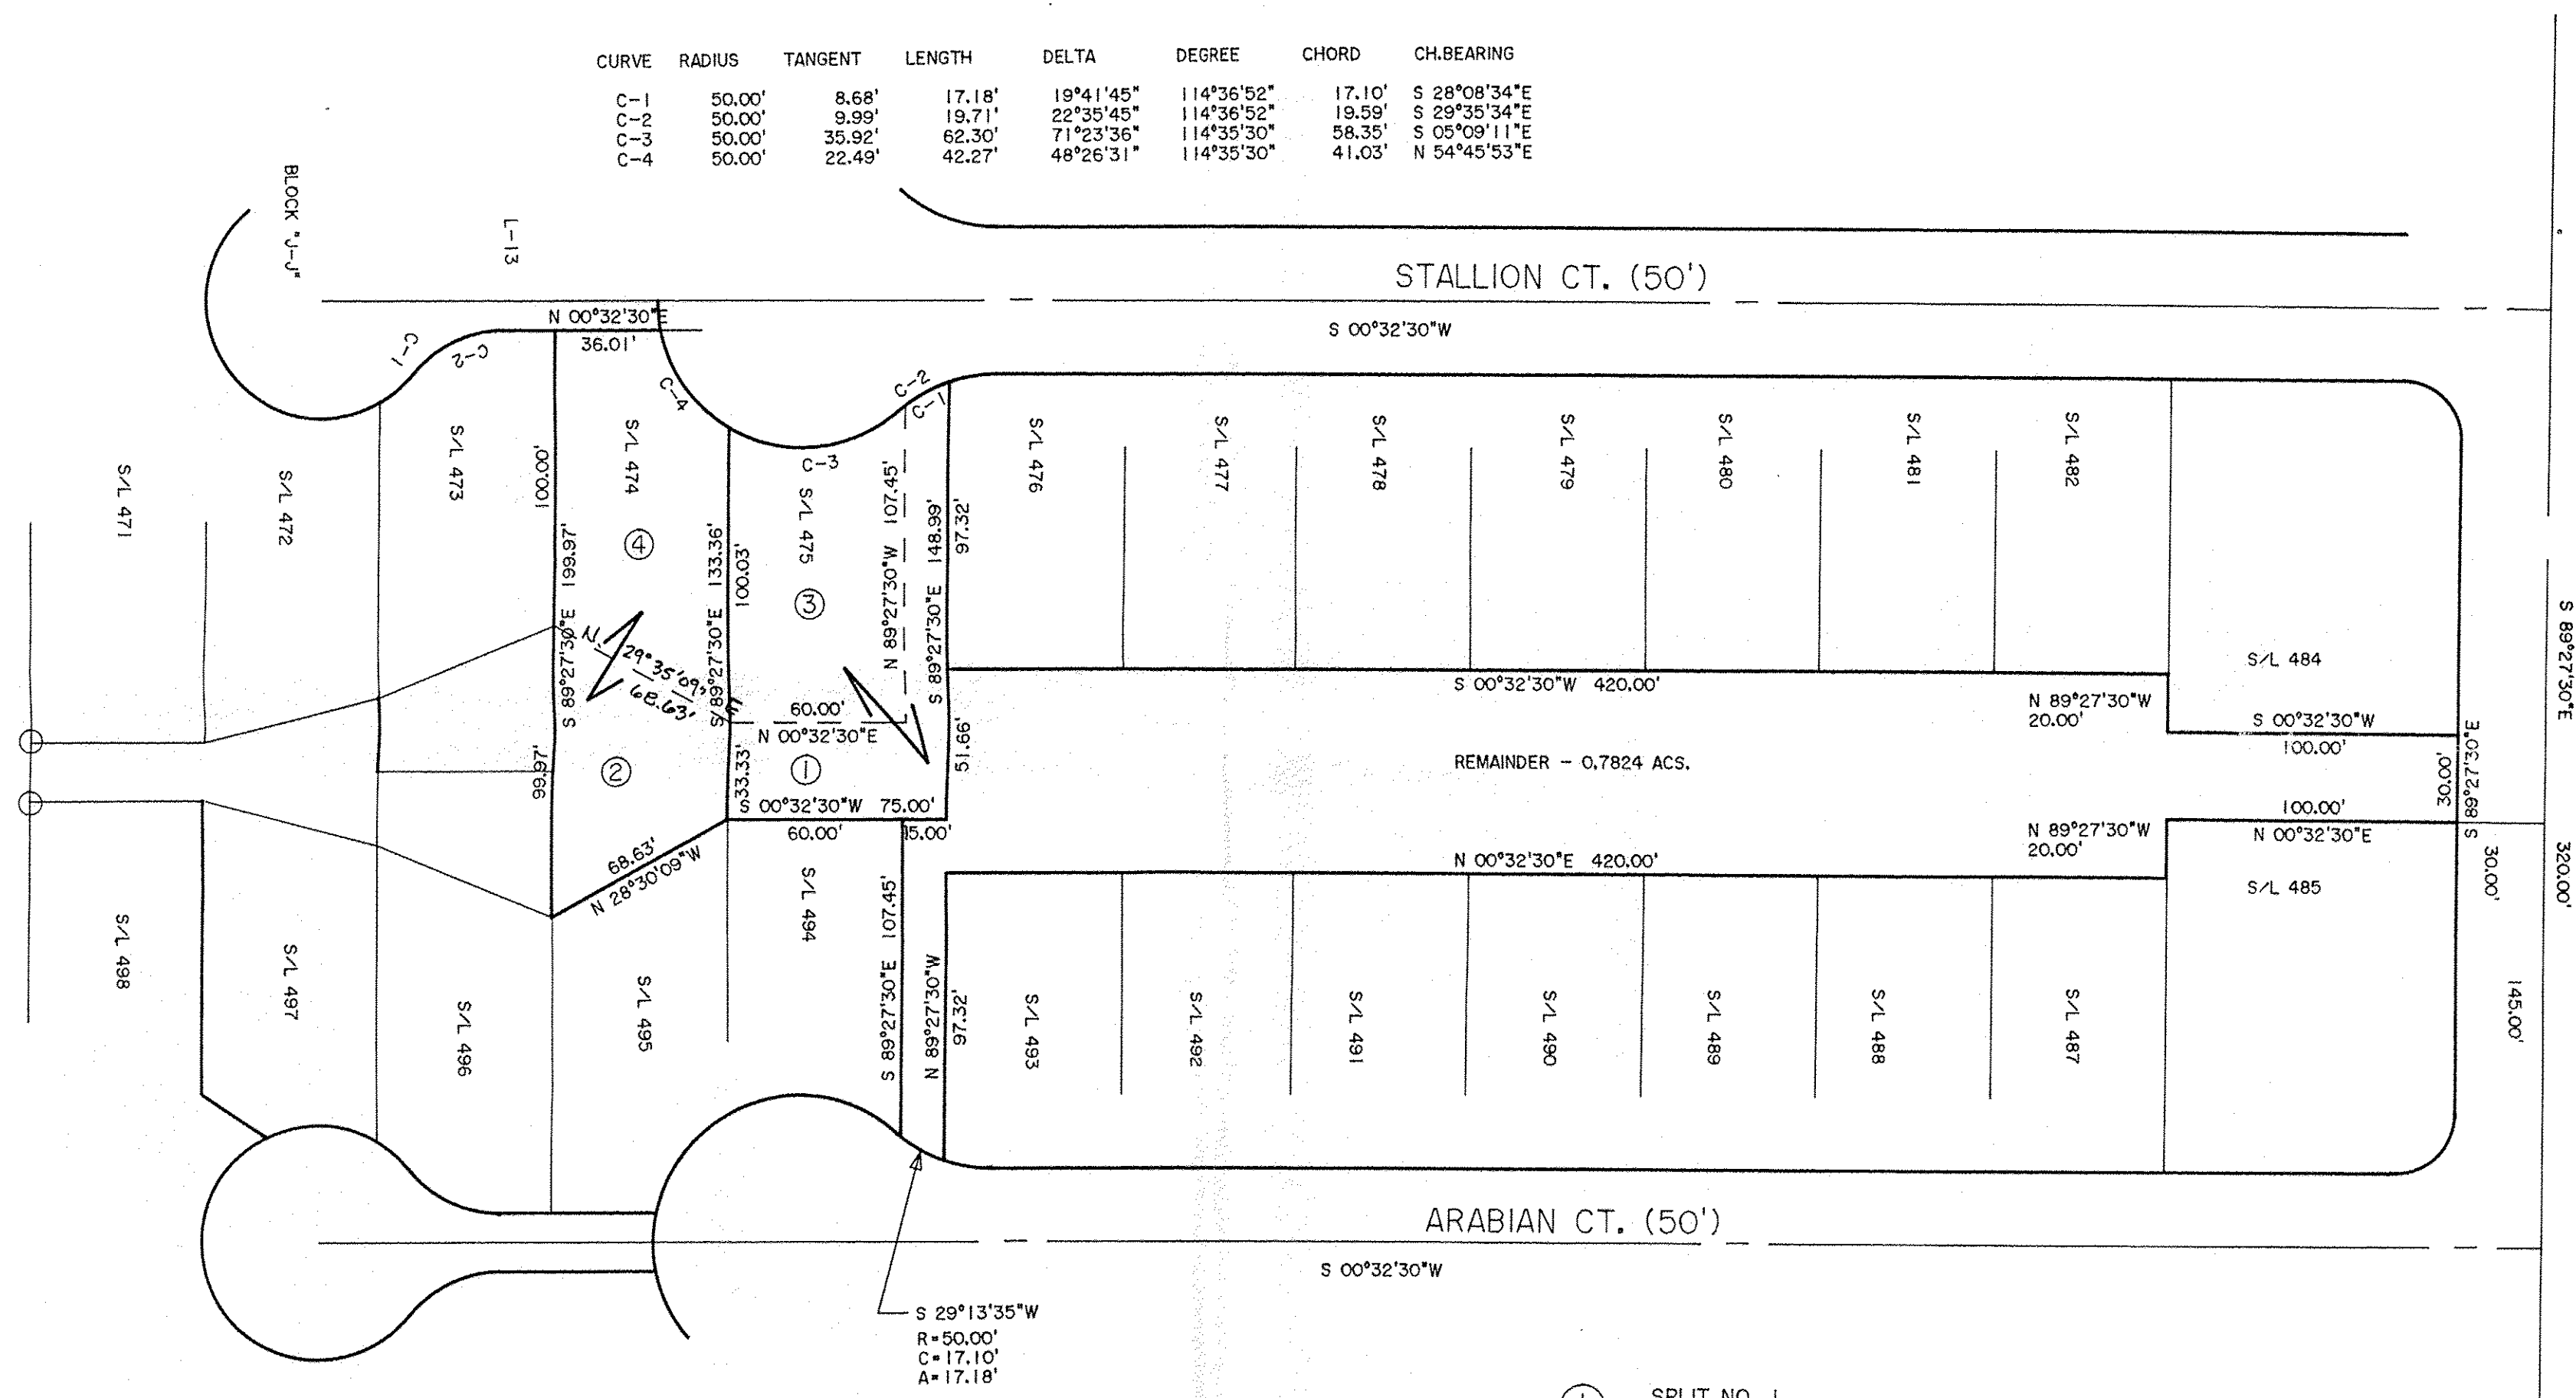 CURVE RADIUS TANGENT LENGTH DELTA DEGREE CHORD CH.BEARING
C-1 50.00' 8.68' 17.18' 19°41'45" 114°36'52" 17.10' S 28°08'34"E
C-2 50.00' 9.99' 19.71' 22°35'45" 114°36'52" 19.59' S 29°35'34"E
C-3 50.00' 35.92' 62.30' 71°23'36" 114°35'30" 58.35' S 05°09'11"E
C-4 50.00' 22.49' 42.27' 48°26'31" 114°35'30" 41.03' N 54°45'53"E
BLOCK "J-J"
L-13
STALLION CT. (50')
S 00°32'30"W
N 00°32'30"E
36.01'
C-1
C-2
C-4
C-3
C-2
C-1
S/L 471
S/L 472
S/L 473
S/L 474
S/L 475
S/L 476
S/L 477
S/L 478
S/L 479
S/L 480
S/L 481
S/L 482
100.00'
S 89°27'30"E 199.97'
99.97'
4
S 89°27'30"E 133.36'
100.03'
33.33'
3
N 89°27'30"W 107.45'
S 89°27'30"E 148.99'
97.32'
51.66'
N. 29°35'09" E
68.63'
60.00'
N 00°32'30"E
2
1
S 00°32'30"W 75.00'
60.00'
15.00'
68.63'
N 28°30'09"W
S 00°32'30"W 420.00'
N 89°27'30"W
20.00'
S/L 484
S 00°32'30"W
100.00'
REMAINDER - 0.7824 ACS.
30.00'
S 89°27'30"E
100.00'
N 00°32'30"E
N 89°27'30"W
20.00'
N 00°32'30"E 420.00'
S/L 485
30.00'
145.00'
S 89°27'30"E
320.00'
S/L 498
S/L 497
S/L 496
S/L 495
S/L 494
S 89°27'30"E 107.45'
N 89°27'30"W
97.32'
S/L 493
S/L 492
S/L 491
S/L 490
S/L 489
S/L 488
S/L 487
ARABIAN CT. (50')
S 00°32'30"W
S 29°13'35"W
R=50.00'
C=17.10'
A=17.18'
1 SPLIT NO. 1